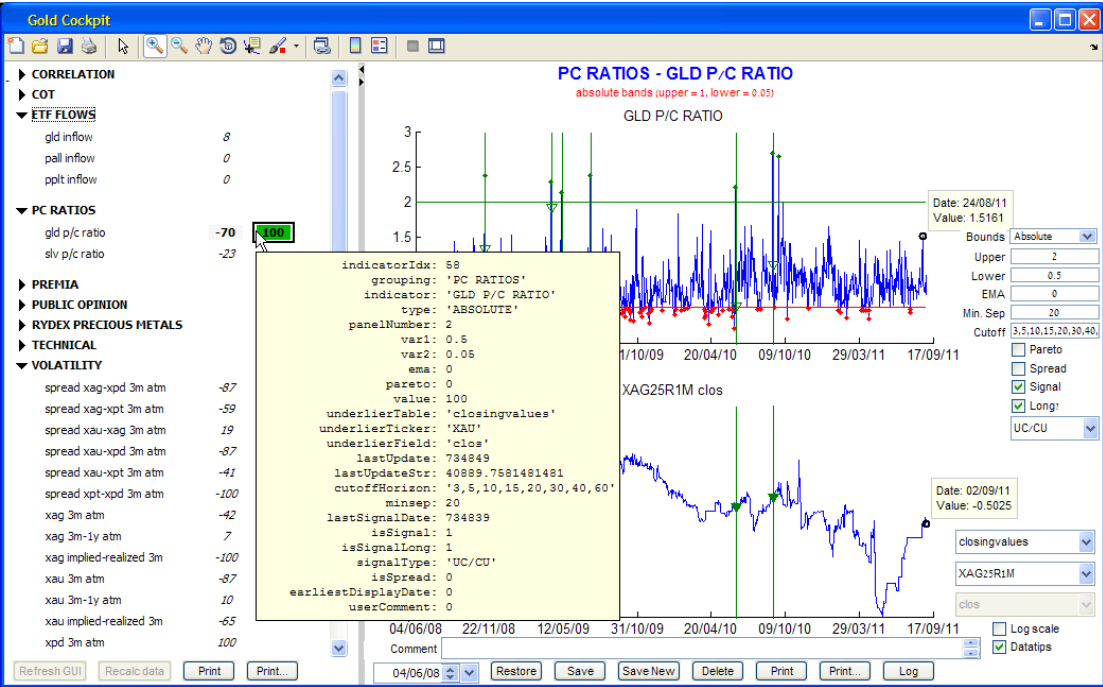 Gold Cockpit
CORRELATION
COT
ETF FLOWS
gld inflow 8
pall inflow 0
pplt inflow 0
PC RATIOS
gld p/c ratio -70 100
slv p/c ratio -23
PREMIA
PUBLIC OPINION
RYDEX PRECIOUS METALS
TECHNICAL
VOLATILITY
spread xag-xpd 3m atm -87
spread xag-xpt 3m atm -59
spread xau-xag 3m atm 19
spread xau-xpd 3m atm -87
spread xau-xpt 3m atm -41
spread xpt-xpd 3m atm -100
xag 3m atm -42
xag 3m-1y atm 7
xag implied-realized 3m -100
xau 3m atm -87
xau 3m-1y atm 10
xau implied-realized 3m -65
xpd 3m atm 100
Refresh GUI Recalc data Print Print...
indicatorIdx: 58
grouping: 'PC RATIOS'
indicator: 'GLD P/C RATIO'
type: 'ABSOLUTE'
panelNumber: 2
var1: 0.5
var2: 0.05
ema: 0
pareto: 0
value: 100
underlierTable: 'closingvalues'
underlierTicker: 'XAU'
underlierField: 'clos'
lastUpdate: 734849
lastUpdateStr: 40889.7581481481
cutoffHorizon: '3,5,10,15,20,30,40,60'
minsep: 20
lastSignalDate: 734839
isSignal: 1
isSignalLong: 1
signalType: 'UC/CU'
isSpread: 0
earliestDisplayDate: 0
userComment: 0
PC RATIOS - GLD P/C RATIO
absolute bands (upper = 1, lower = 0.05)
GLD P/C RATIO
3
2.5
2
1.5
Date: 24/08/11
Value: 1.5161
1/10/09 20/04/10 09/10/10 29/03/11 17/09/11
Bounds Absolute
Upper 2
Lower 0.5
EMA 0
Min. Sep 20
Cutoff 3,5,10,15,20,30,40,
Pareto
Spread
Signal
Long?
UC/CU
XAG25R1M clos
Date: 02/09/11
Value: -0.5025
closingvalues
XAG25R1M
clos
04/06/08 22/11/08 12/05/09 31/10/09 20/04/10 09/10/10 29/03/11 17/09/11
Log scale
Datatips
Comment
04/06/08 Restore Save Save New Delete Print Print... Log